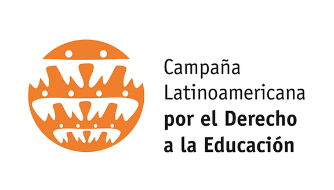 Campaña
Latinoamericana
por el Derecho
a la Educación